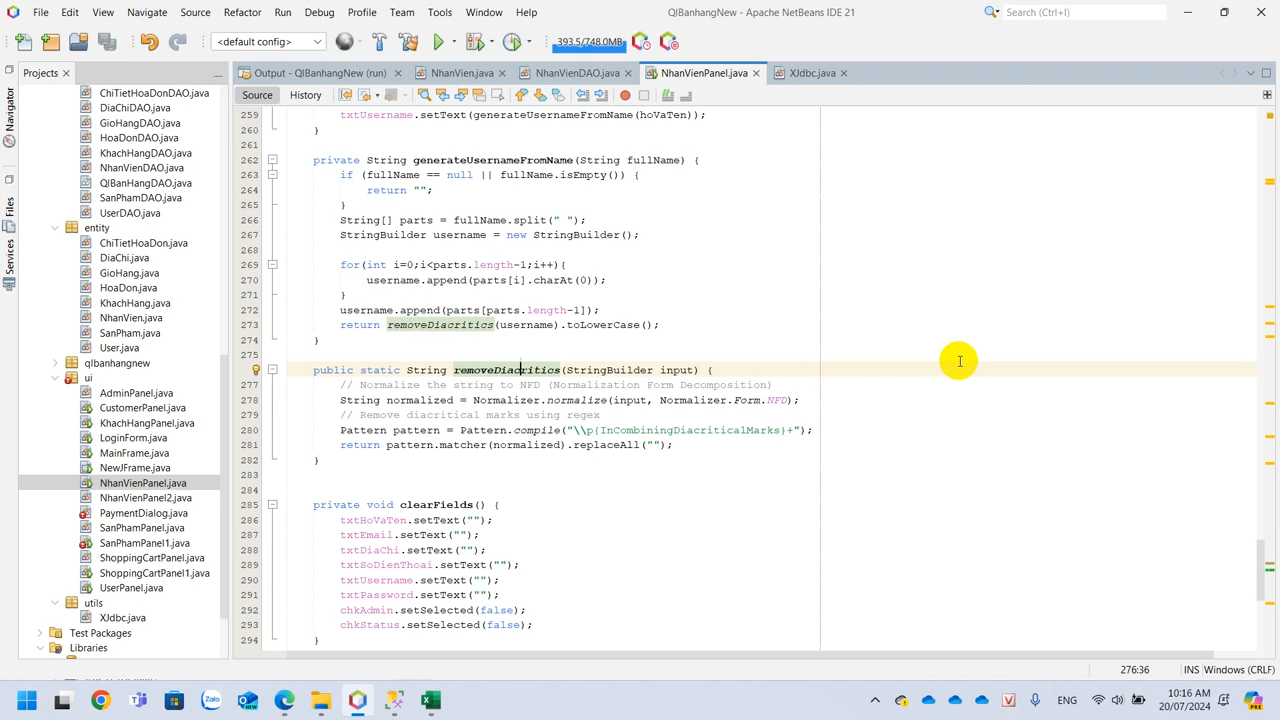 File Edit View Navigate Source Refactor Run Debug Profile Team Tools Window Help QlBanhangNew - Apache NetBeans IDE 21 Search (Ctrl+I)
<default config> 393.5/748.0MB
Projects Output - QlBanhangNew (run) NhanVien.java NhanVienDAO.java NhanVienPanel.java XJdbc.java
Source History
Navigator
Files
Services
ChiTietHoaDonDAO.java
DiaChiDAO.java
GioHangDAO.java
HoaDonDAO.java
KhachHangDAO.java
NhanVienDAO.java
QlBanHangDAO.java
SanPhamDAO.java
UserDAO.java
entity
ChiTietHoaDon.java
DiaChi.java
GioHang.java
HoaDon.java
KhachHang.java
NhanVien.java
SanPham.java
User.java
qlbanhangnew
ui
AdminPanel.java
CustomerPanel.java
KhachHangPanel.java
LoginForm.java
MainFrame.java
NewJFrame.java
NhanVienPanel.java
NhanVienPanel2.java
PaymentDialog.java
SanPhamPanel.java
SanPhamPanel1.java
ShoppingCartPanel.java
ShoppingCartPanel1.java
UserPanel.java
utils
XJdbc.java
Test Packages
Libraries
259 txtUsername.setText(generateUsernameFromName(hoVaTen));
260 }
261
262 private String generateUsernameFromName(String fullName) {
263 if (fullName == null || fullName.isEmpty()) {
264 return "";
265 }
266 String[] parts = fullName.split(" ");
267 StringBuilder username = new StringBuilder();
268
269 for(int i=0;i<parts.length-1;i++){
270 username.append(parts[i].charAt(0));
271 }
272 username.append(parts[parts.length-1]);
273 return removeDiacritics(username).toLowerCase();
274 }
275
276 public static String removeDiacritics(StringBuilder input) {
277 // Normalize the string to NFD (Normalization Form Decomposition)
278 String normalized = Normalizer.normalize(input, Normalizer.Form.NFD);
279 // Remove diacritical marks using regex
280 Pattern pattern = Pattern.compile("\\p{InCombiningDiacriticalMarks}+");
281 return pattern.matcher(normalized).replaceAll("");
282 }
283
284
285 private void clearFields() {
286 txtHoVaTen.setText("");
287 txtEmail.setText("");
288 txtDiaChi.setText("");
289 txtSoDienThoai.setText("");
290 txtUsername.setText("");
291 txtPassword.setText("");
292 chkAdmin.setSelected(false);
293 chkStatus.setSelected(false);
294 }
276:36 INS Windows (CRLF)
Zalo ENG 10:16 AM
20/07/2024